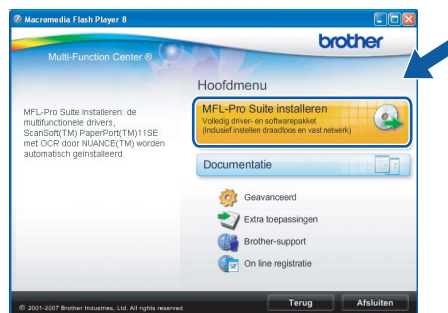 Macromedia Flash Player 8
brother
Multi-Function Center ®
Hoofdmenu
MFL-Pro Suite installeren: de
multifunctionele drivers,
ScanSoft(TM) PaperPort(TM)11SE
met OCR door NUANCE(TM) worden
automatisch geïnstalleerd.
MFL-Pro Suite installeren
Volledig driver- en softwarepakket
(Inclusief instellen draadloos en vast netwerk)
Documentatie
Geavanceerd
Extra toepassingen
Brother-support
On line registratie
© 2001-2007 Brother Industries, Ltd. All rights reserved.
Terug
Afsluiten